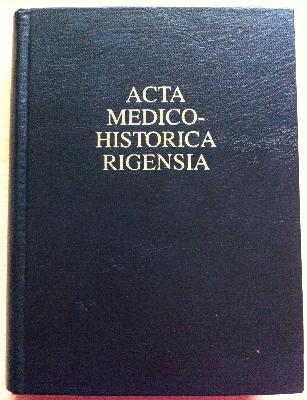 ACTA
MEDICO-
HISTORICA
RIGENSIA